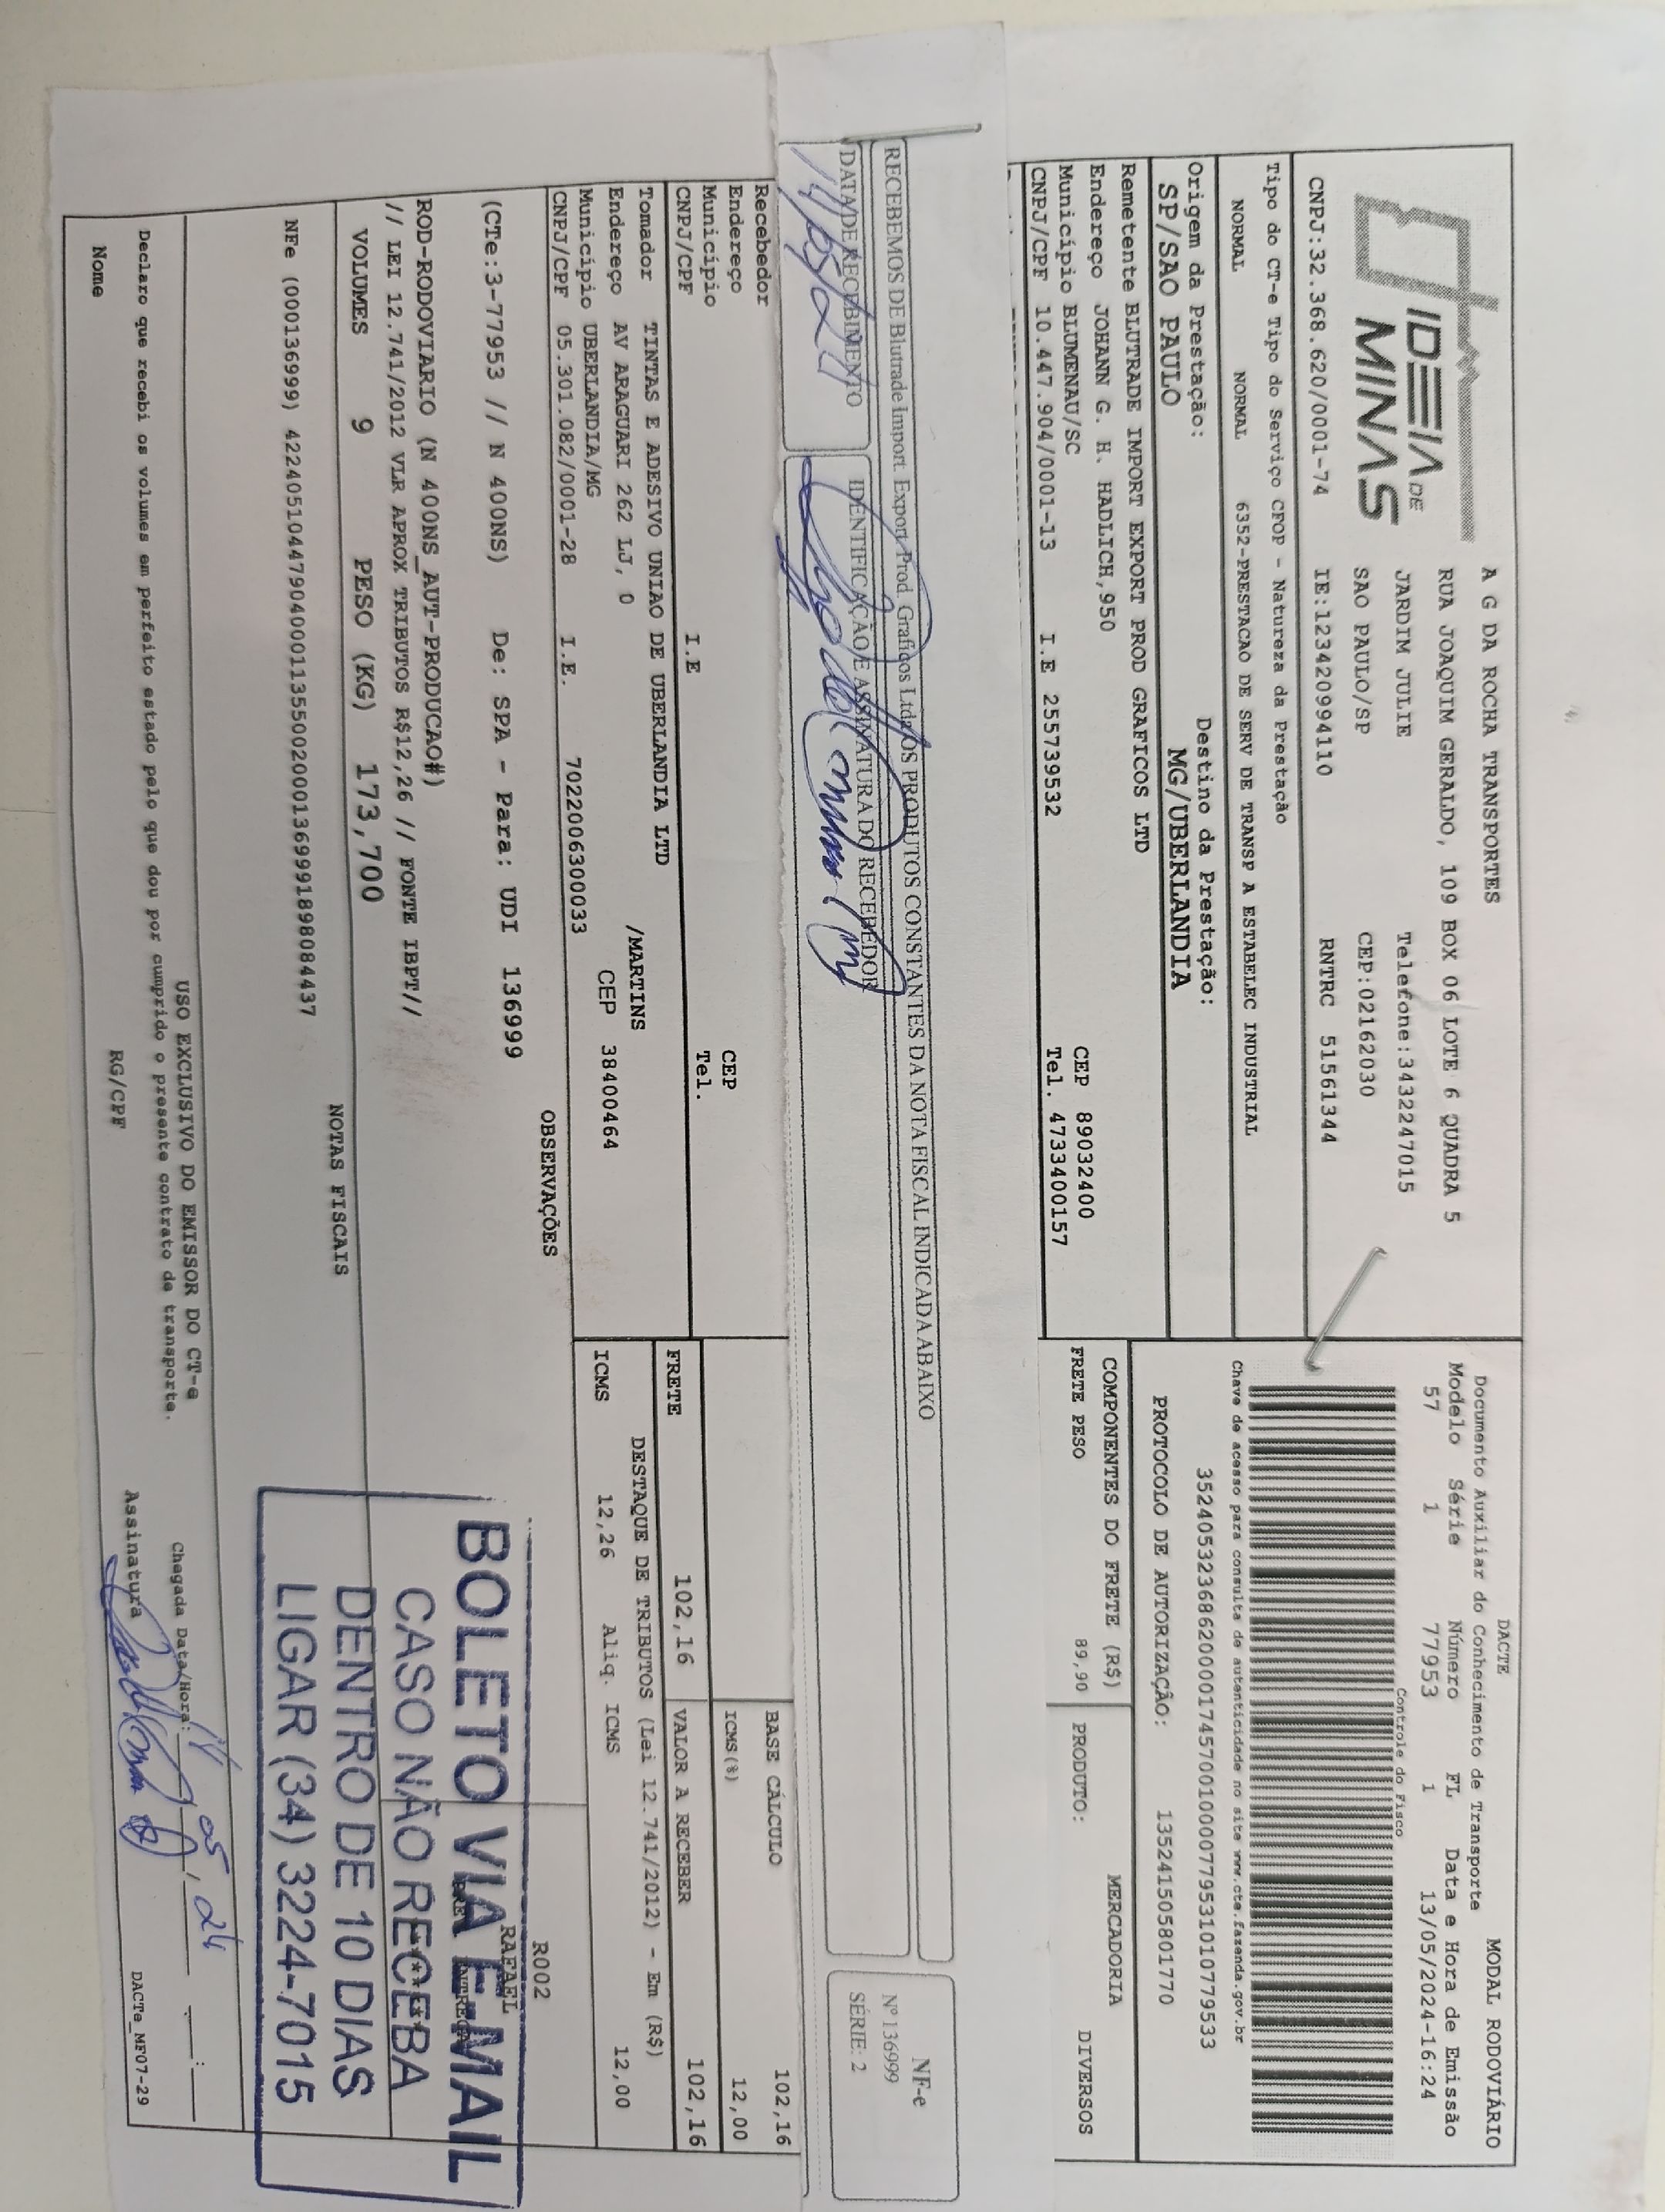 IDEIA DE
MINAS
A G DA ROCHA TRANSPORTES
RUA JOAQUIM GERALDO, 109 BOX 06 LOTE 6 QUADRA 5
JARDIM JULIE Telefone:3432247015
SAO PAULO/SP CEP:02162030
CNPJ:32.368.620/0001-74 IE:123420994110 RNTRC 51561344
DACTE MODAL RODOVIÁRIO
Documento Auxiliar do Conhecimento de Transporte
Modelo Série Número FL Data e Hora de Emissão
57 1 77953 1 13/05/2024-16:24
Controle do Fisco
Chave de acesso para consulta de autenticidade no site www.cte.fazenda.gov.br
35240532368620000174570010000779531010779533
PROTOCOLO DE AUTORIZAÇÃO: 135241505801770
Tipo do CT-e Tipo do Serviço CFOP - Natureza da Prestação
NORMAL NORMAL 6352-PRESTACAO DE SERV DE TRANSP A ESTABELEC INDUSTRIAL
Origem da Prestação: Destino da Prestação:
SP/SAO PAULO MG/UBERLANDIA
Remetente BLUTRADE IMPORT EXPORT PROD GRAFICOS LTD
Endereço JOHANN G. H. HADLICH,950
Município BLUMENAU/SC CEP 89032400
CNPJ/CPF 10.447.904/0001-13 I.E 255739532 Tel. 4733400157
COMPONENTES DO FRETE (R$) MERCADORIA
FRETE PESO 89,90 PRODUTO: DIVERSOS
RECEBEMOS DE Blutrade Import. Export. Prod. Graficos Ltda OS PRODUTOS CONSTANTES DA NOTA FISCAL INDICADA ABAIXO
DATA DE RECEBIMENTO IDENTIFICAÇÃO E ASSINATURA DO RECEBEDOR
14/05/24
NF-e
Nº 136999
SÉRIE: 2
Recebedor
Endereço CEP
Município Tel.
CNPJ/CPF I.E
BASE CÁLCULO 102,16
ICMS(%) 12,00
FRETE 102,16 VALOR A RECEBER 102,16
Tomador TINTAS E ADESIVO UNIAO DE UBERLANDIA LTD
Endereço AV ARAGUARI 262 LJ, 0 /MARTINS
Município UBERLANDIA/MG CEP 38400464
CNPJ/CPF 05.301.082/0001-28 I.E. 7022006300033
DESTAQUE DE TRIBUTOS (Lei 12.741/2012) - Em (R$)
ICMS 12,26 Aliq. ICMS 12,00
OBSERVAÇÕES
R002
RAFAEL
(CTe:3-77953 // N 400NS) De: SPA - Para: UDI 136999
ROD-RODOVIARIO (N 400NS_AUT-PRODUCAO#)
// LEI 12.741/2012 VLR APROX TRIBUTOS R$12,26 // FONTE IBPT//
VOLUMES 9 PESO (KG) 173,700
NOTAS FISCAIS
NFe (000136999) 42240510447904000113550020001369991898084437
BOLETO VIA E-MAIL
CASO NÃO RECEBA
DENTRO DE 10 DIAS
LIGAR (34) 3224-7015
USO EXCLUSIVO DO EMISSOR DO CT-e
Declaro que recebi os volumes em perfeito estado pelo que dou por cumprido o presente contrato de transporte.
Chegada Data/Hora: 14, 05, 24
Nome RG/CPF Assinatura
DACTe_MF07-29